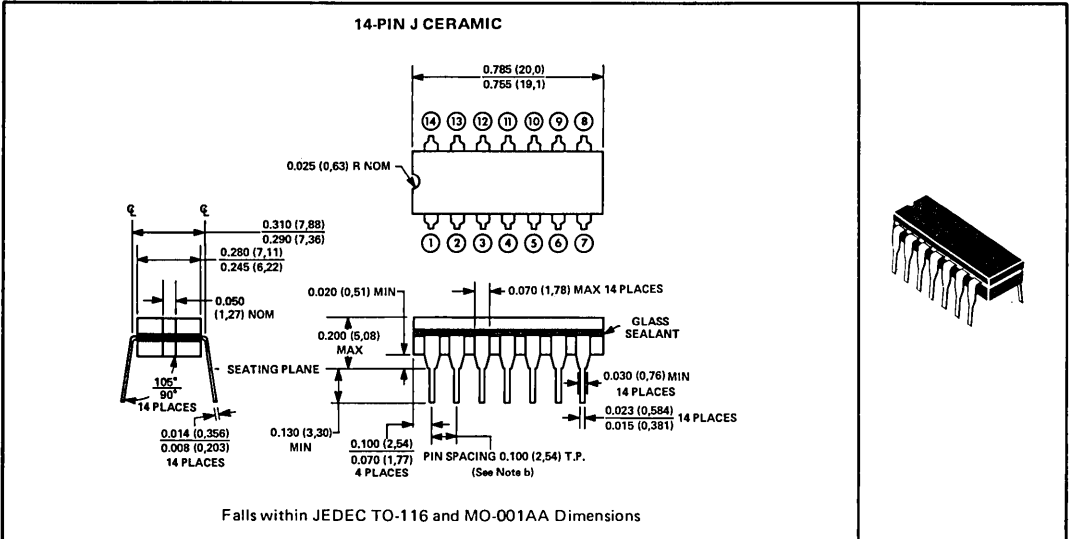 14-PIN J CERAMIC
0.785 (20,0)
0.755 (19,1)
14 13 12 11 10 9 8
0.025 (0,63) R NOM
1 2 3 4 5 6 7
℄ ℄
0.310 (7,88)
0.290 (7,36)
0.280 (7,11)
0.245 (6,22)
0.050
(1,27) NOM
105°
90°
14 PLACES
0.014 (0,356)
0.008 (0,203)
14 PLACES
SEATING PLANE
0.020 (0,51) MIN
0.070 (1,78) MAX 14 PLACES
0.200 (5,08)
MAX
GLASS
SEALANT
0.030 (0,76) MIN
14 PLACES
0.023 (0,584)
0.015 (0,381)
14 PLACES
0.130 (3,30)
MIN
0.100 (2,54)
0.070 (1,77)
4 PLACES
PIN SPACING 0.100 (2,54) T.P.
(See Note b)
Falls within JEDEC TO-116 and MO-001AA Dimensions